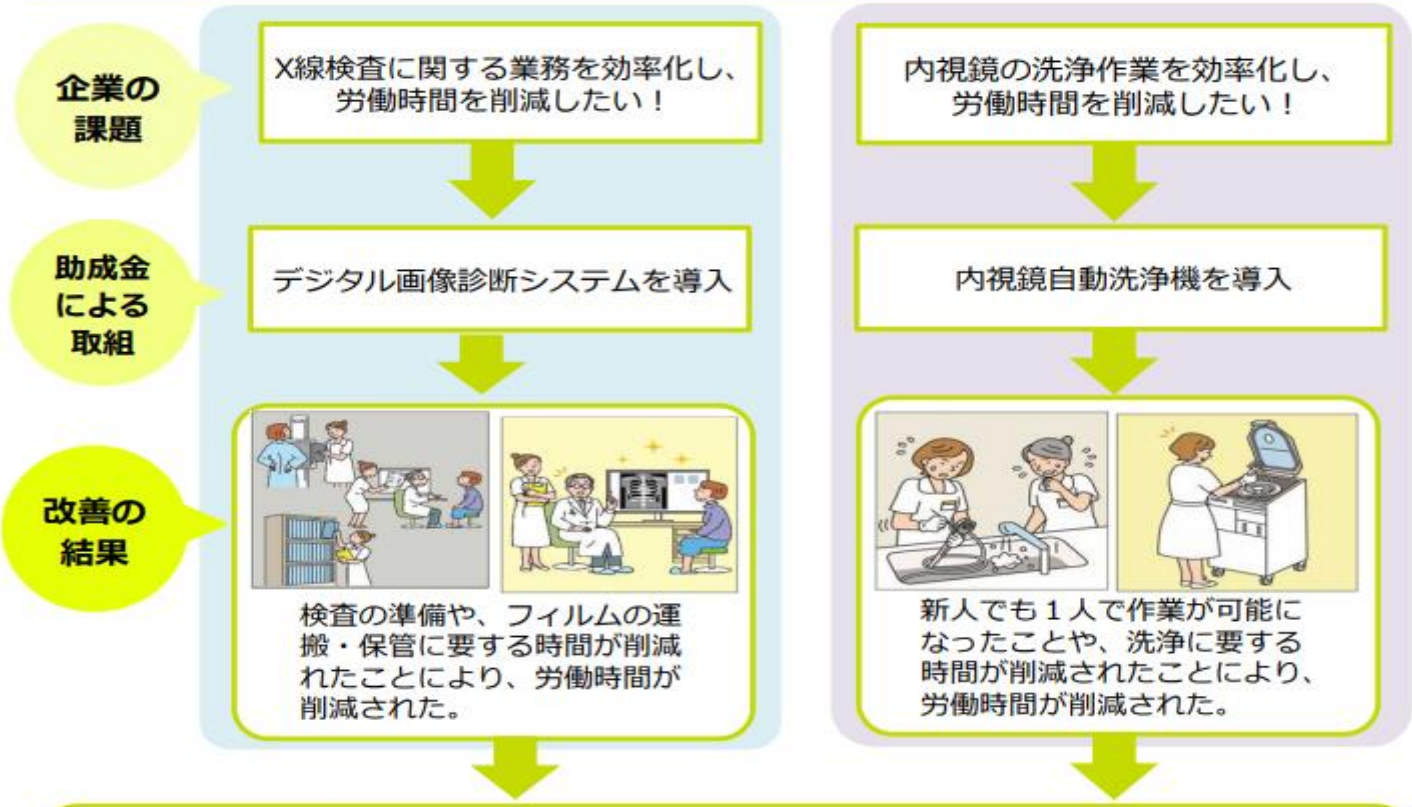 企業の
課題
X線検査に関する業務を効率化し、
労働時間を削減したい！
内視鏡の洗浄作業を効率化し、
労働時間を削減したい！
助成金
による
取組
デジタル画像診断システムを導入
内視鏡自動洗浄機を導入
改善の
結果
検査の準備や、フィルムの運
搬・保管に要する時間が削減
れたことにより、労働時間が
削減された。
新人でも１人で作業が可能に
なったことや、洗浄に要する
時間が削減されたことにより、
労働時間が削減された。